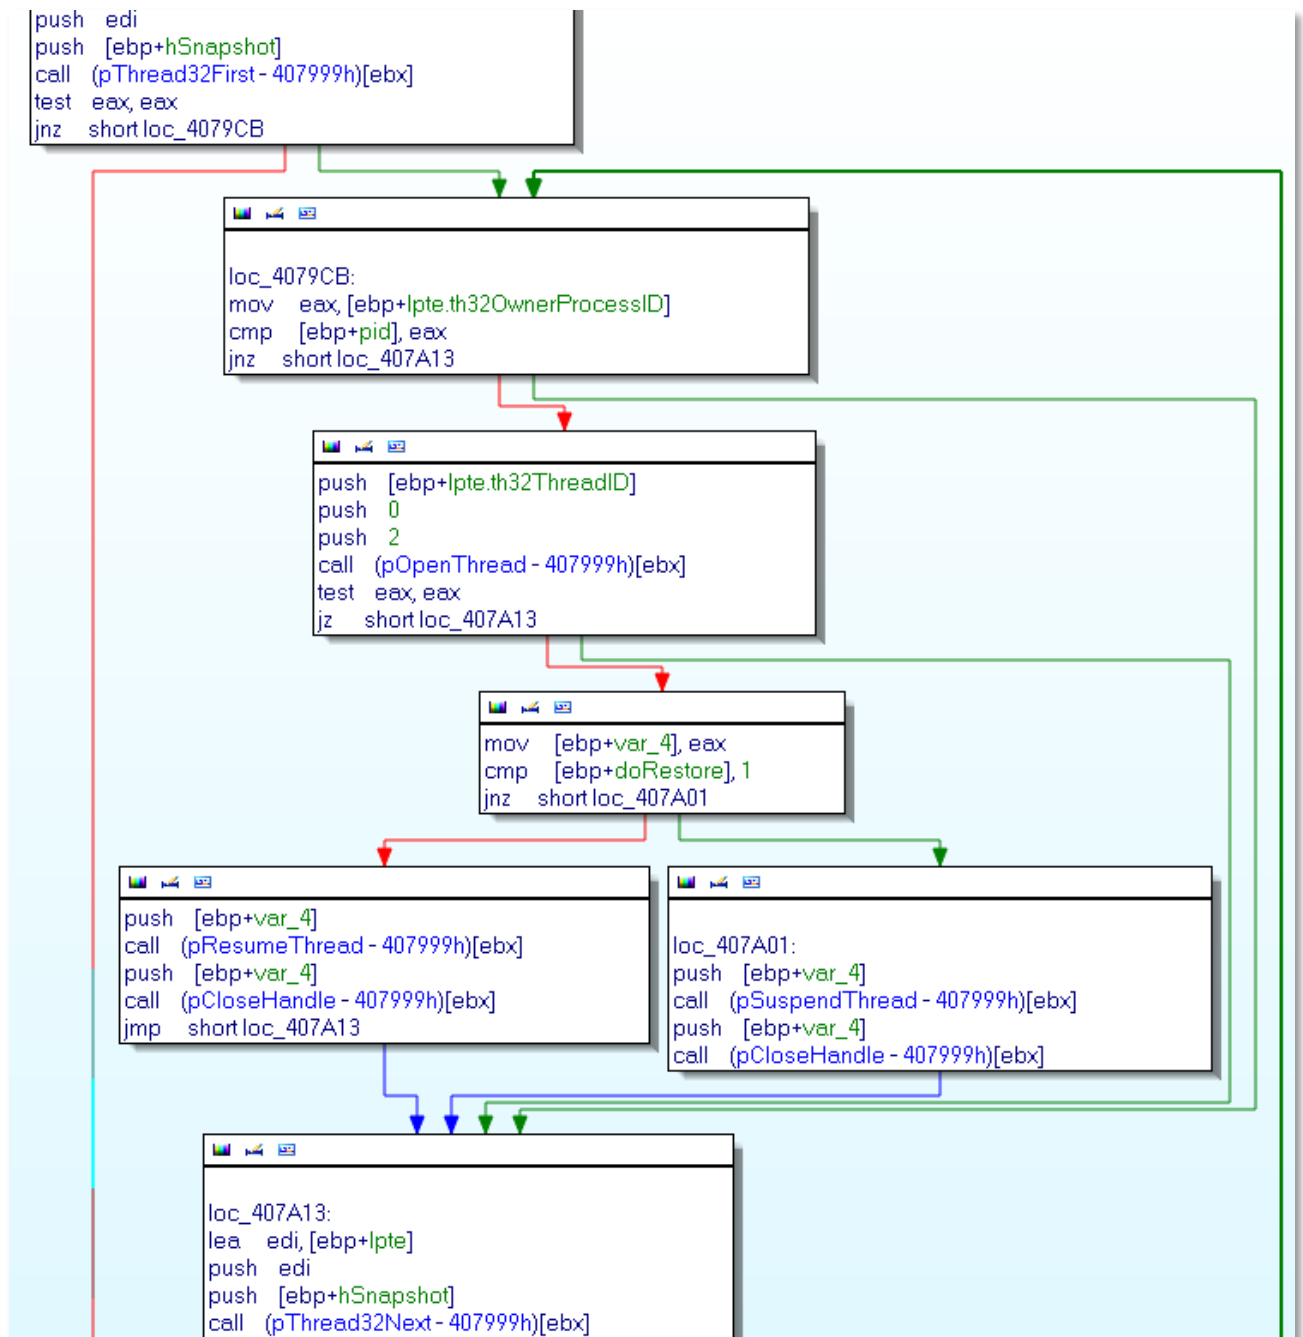 push edi
push [ebp+hSnapshot]
call (pThread32First - 407999h)[ebx]
test eax, eax
jnz short loc_4079CB
loc_4079CB:
mov eax, [ebp+lpte.th32OwnerProcessID]
cmp [ebp+pid], eax
jnz short loc_407A13
push [ebp+lpte.th32ThreadID]
push 0
push 2
call (pOpenThread - 407999h)[ebx]
test eax, eax
jz short loc_407A13
mov [ebp+var_4], eax
cmp [ebp+doRestore], 1
jnz short loc_407A01
push [ebp+var_4]
call (pResumeThread - 407999h)[ebx]
push [ebp+var_4]
call (pCloseHandle - 407999h)[ebx]
jmp short loc_407A13
loc_407A01:
push [ebp+var_4]
call (pSuspendThread - 407999h)[ebx]
push [ebp+var_4]
call (pCloseHandle - 407999h)[ebx]
loc_407A13:
lea edi, [ebp+lpte]
push edi
push [ebp+hSnapshot]
call (pThread32Next - 407999h)[ebx]